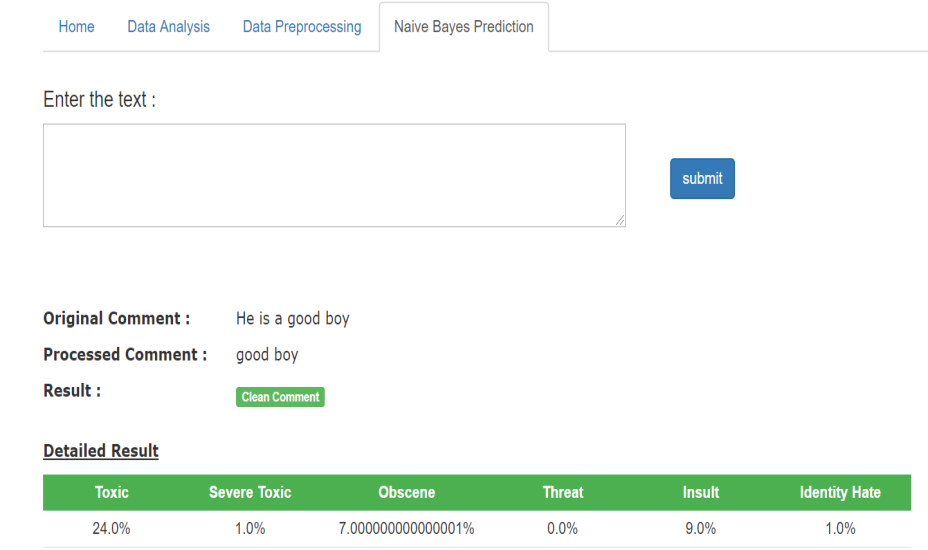 Home Data Analysis Data Preprocessing Naive Bayes Prediction
Enter the text :
submit
Original Comment : He is a good boy
Processed Comment : good boy
Result : Clean Comment
Detailed Result
Toxic Severe Toxic Obscene Threat Insult Identity Hate
24.0% 1.0% 7.000000000000001% 0.0% 9.0% 1.0%